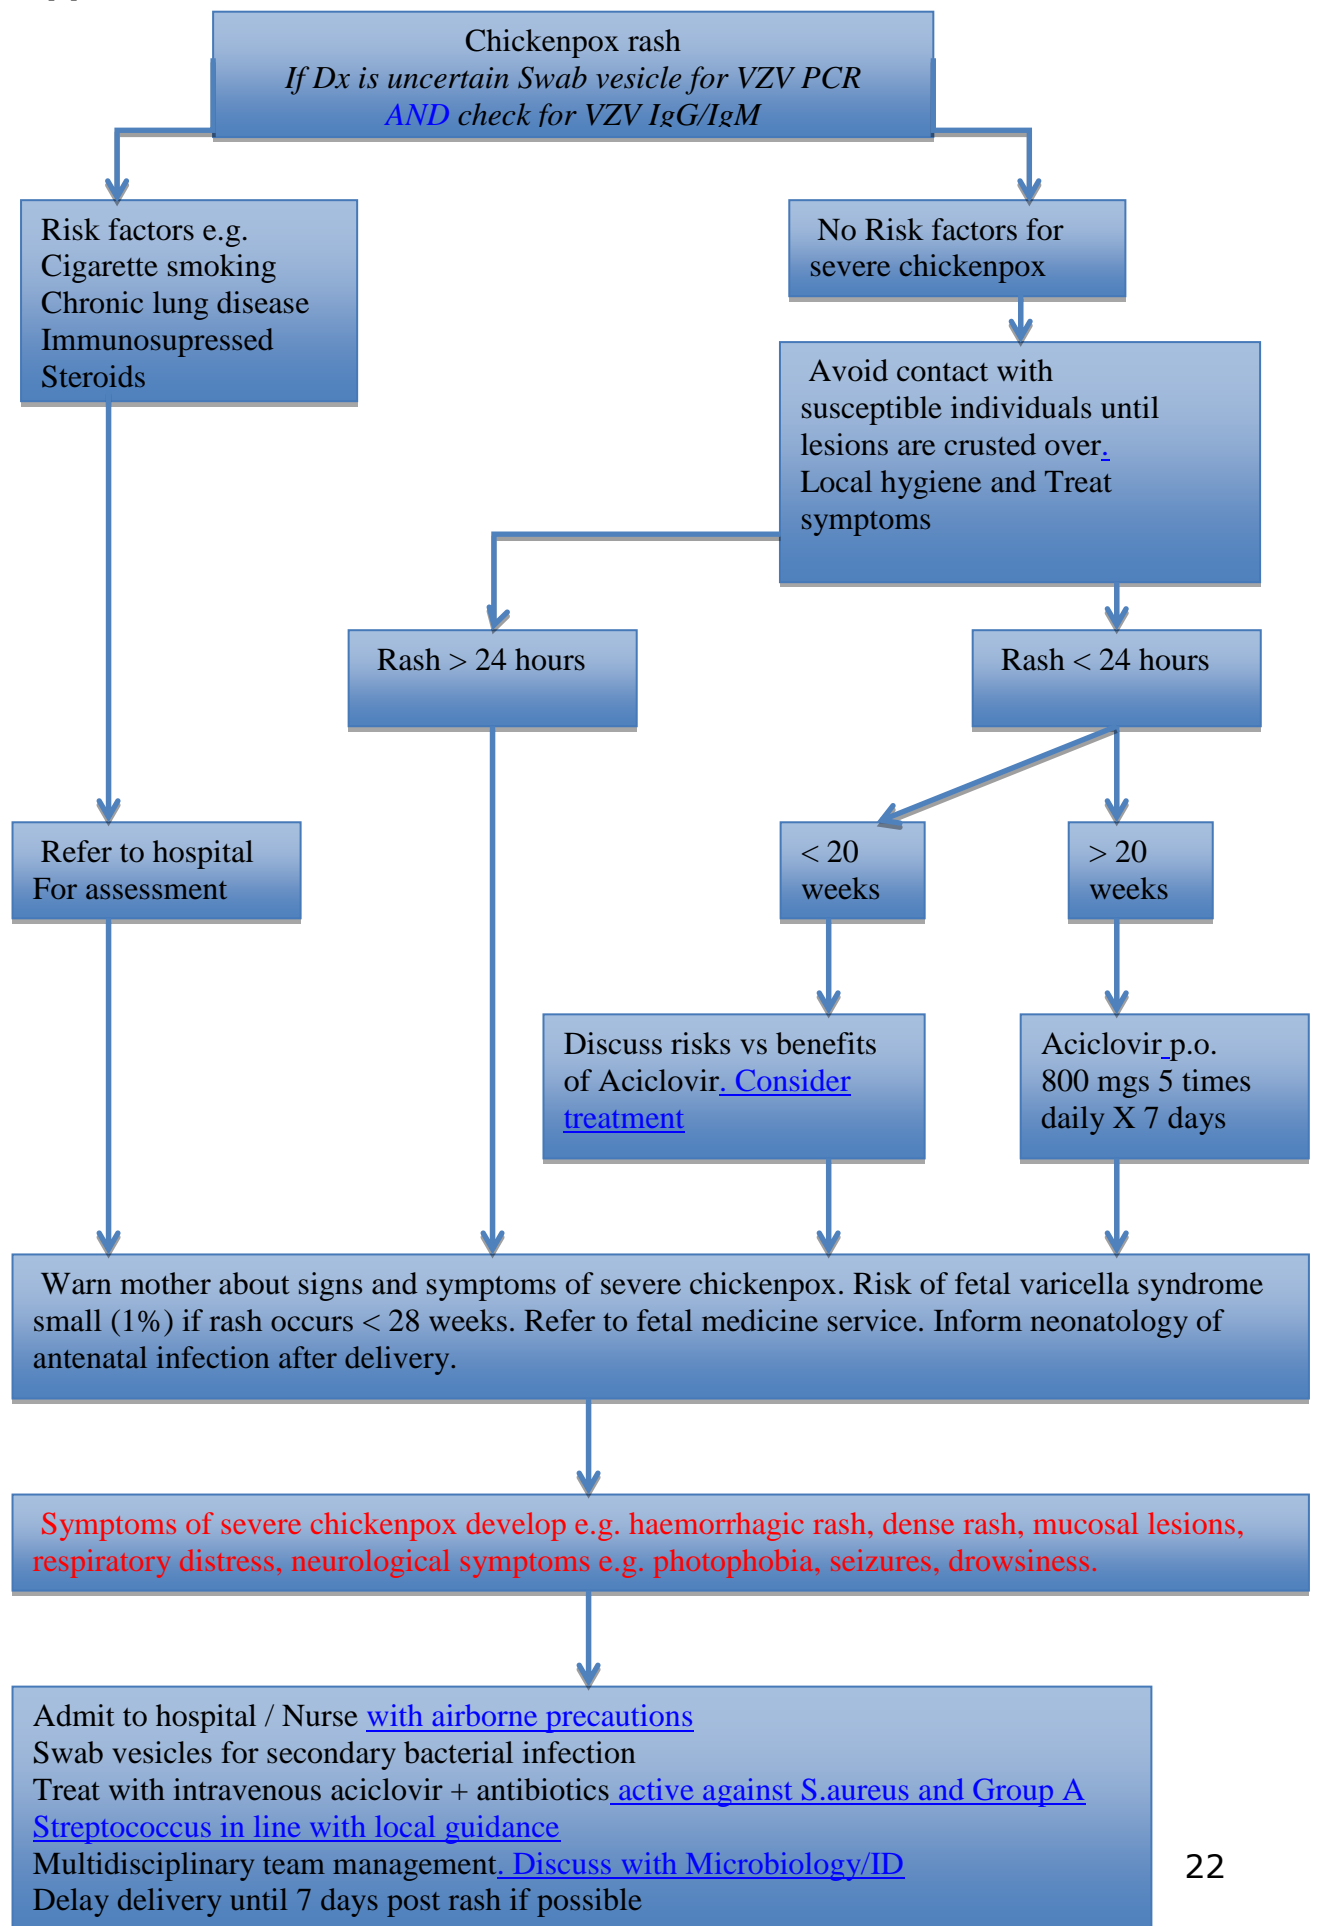 Chickenpox rash
If Dx is uncertain Swab vesicle for VZV PCR
AND check for VZV IgG/IgM
Risk factors e.g.
Cigarette smoking
Chronic lung disease
Immunosupressed
Steroids
No Risk factors for
severe chickenpox
Avoid contact with
susceptible individuals until
lesions are crusted over.
Local hygiene and Treat
symptoms
Rash > 24 hours
Rash < 24 hours
Refer to hospital
For assessment
< 20
weeks
> 20
weeks
Discuss risks vs benefits
of Aciclovir. Consider
treatment
Aciclovir p.o.
800 mgs 5 times
daily X 7 days
Warn mother about signs and symptoms of severe chickenpox. Risk of fetal varicella syndrome
small (1%) if rash occurs < 28 weeks. Refer to fetal medicine service. Inform neonatology of
antenatal infection after delivery.
Symptoms of severe chickenpox develop e.g. haemorrhagic rash, dense rash, mucosal lesions,
respiratory distress, neurological symptoms e.g. photophobia, seizures, drowsiness.
Admit to hospital / Nurse with airborne precautions
Swab vesicles for secondary bacterial infection
Treat with intravenous aciclovir + antibiotics active against S.aureus and Group A
Streptococcus in line with local guidance
Multidisciplinary team management. Discuss with Microbiology/ID
Delay delivery until 7 days post rash if possible
22